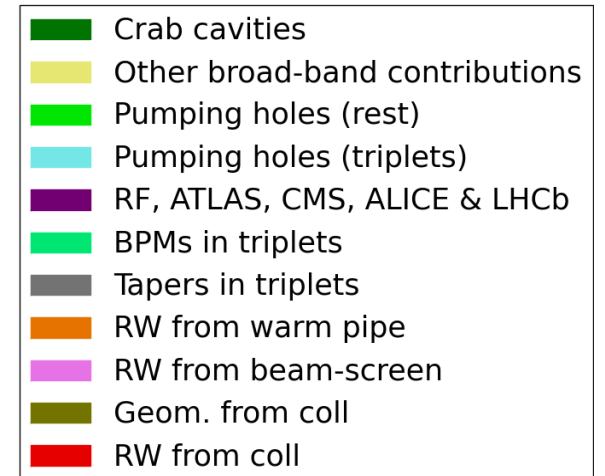 Crab cavities
Other broad-band contributions
Pumping holes (rest)
Pumping holes (triplets)
RF, ATLAS, CMS, ALICE & LHCb
BPMs in triplets
Tapers in triplets
RW from warm pipe
RW from beam-screen
Geom. from coll
RW from coll